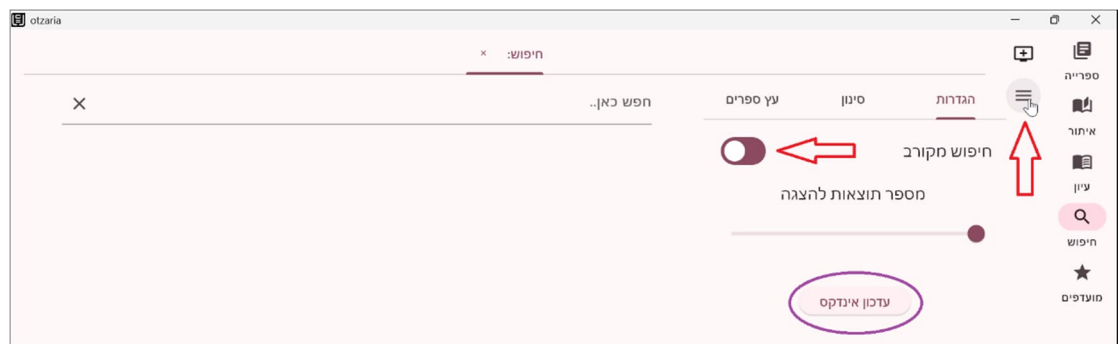 otzaria
ספרייה
איתור
עיון
חיפוש
מועדפים
חיפוש: ×
הגדרות
סינון
עץ ספרים
חיפוש מקורב
מספר תוצאות להצגה
עדכון אינדקס
חפש כאן..